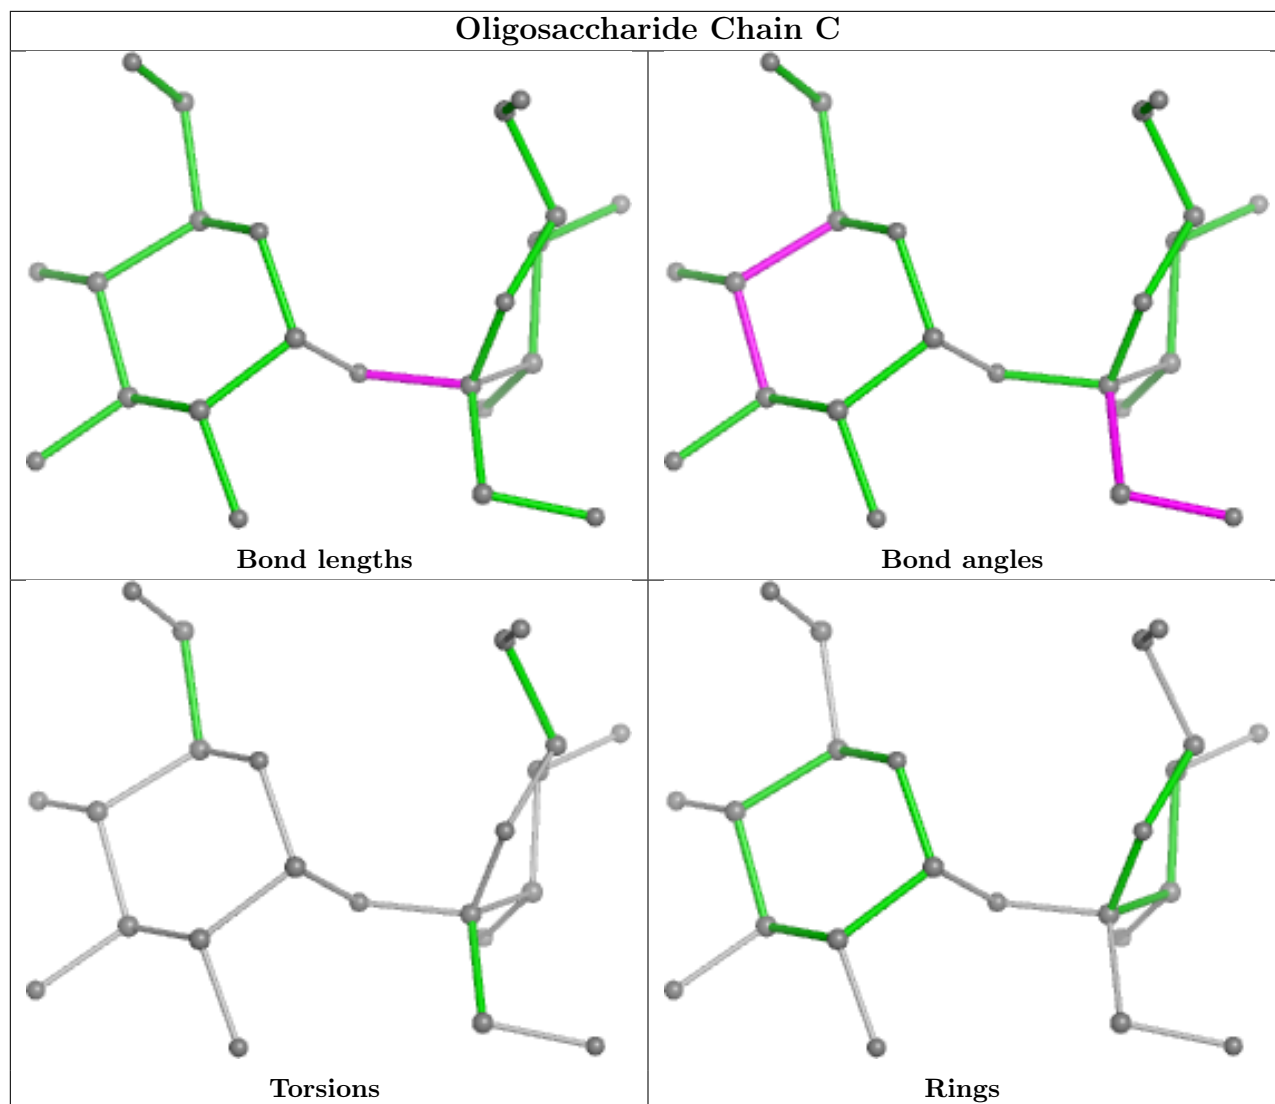 Oligosaccharide Chain C
Bond lengths
Bond angles
Torsions
Rings